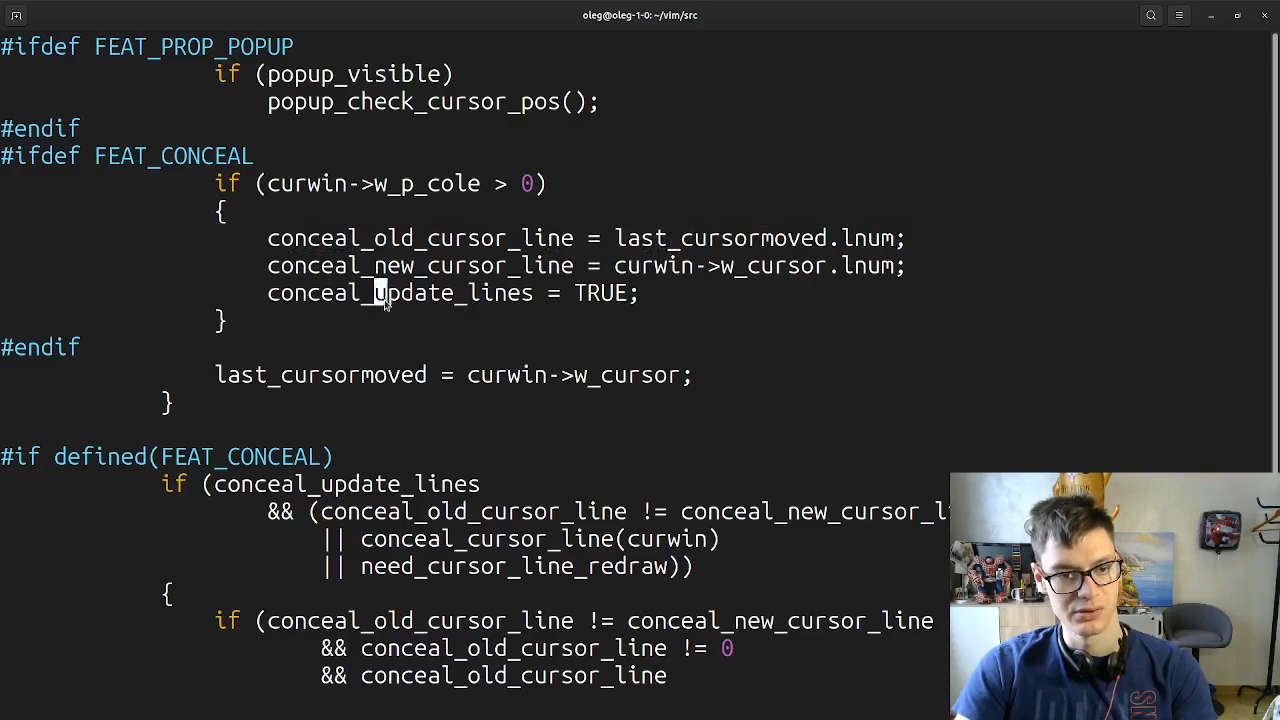 oleg@oleg-1-0: ~/vim/src
#ifdef FEAT_PROP_POPUP
if (popup_visible)
popup_check_cursor_pos();
#endif
#ifdef FEAT_CONCEAL
if (curwin->w_p_cole > 0)
{
conceal_old_cursor_line = last_cursormoved.lnum;
conceal_new_cursor_line = curwin->w_cursor.lnum;
conceal_update_lines = TRUE;
}
#endif
last_cursormoved = curwin->w_cursor;
}
#if defined(FEAT_CONCEAL)
if (conceal_update_lines
&& (conceal_old_cursor_line != conceal_new_cursor_li
|| conceal_cursor_line(curwin)
|| need_cursor_line_redraw))
{
if (conceal_old_cursor_line != conceal_new_cursor_line
&& conceal_old_cursor_line != 0
&& conceal_old_cursor_line